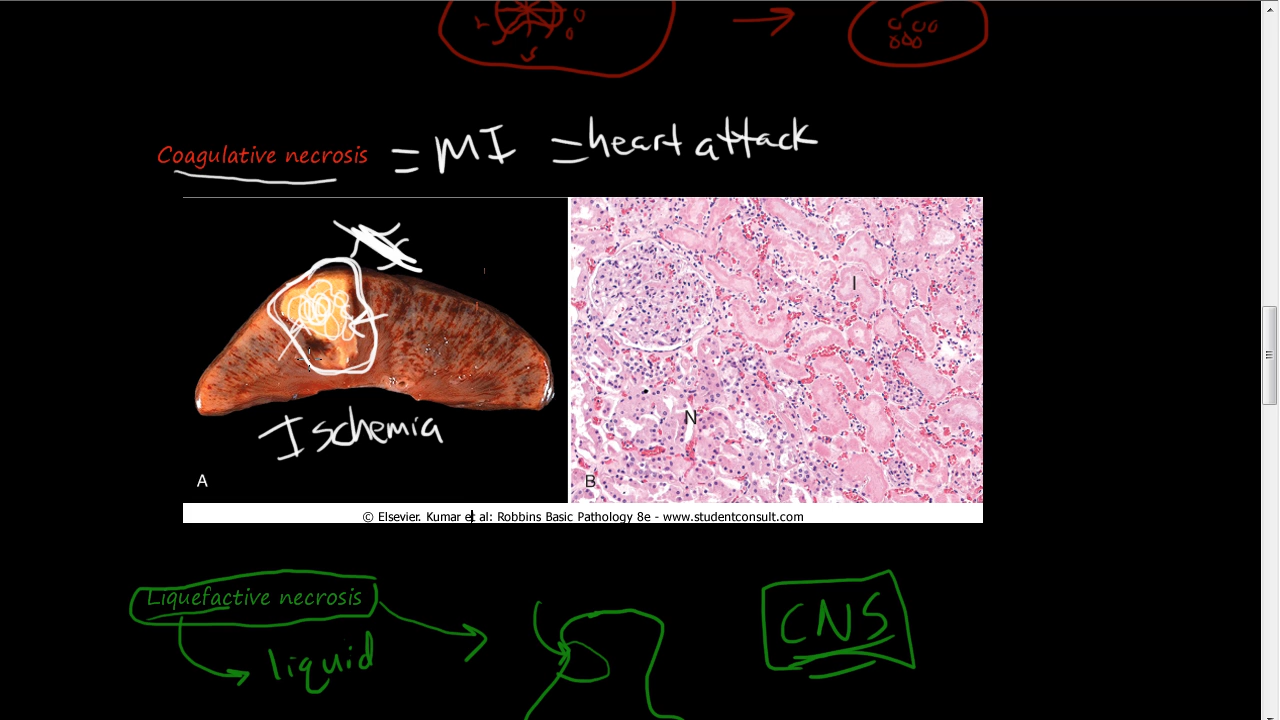 Coagulative necrosis = MI = heart attack
I
Ischemia
N
A
B
© Elsevier. Kumar et al: Robbins Basic Pathology 8e - www.studentconsult.com
Liquefactive necrosis
CNS
liquid